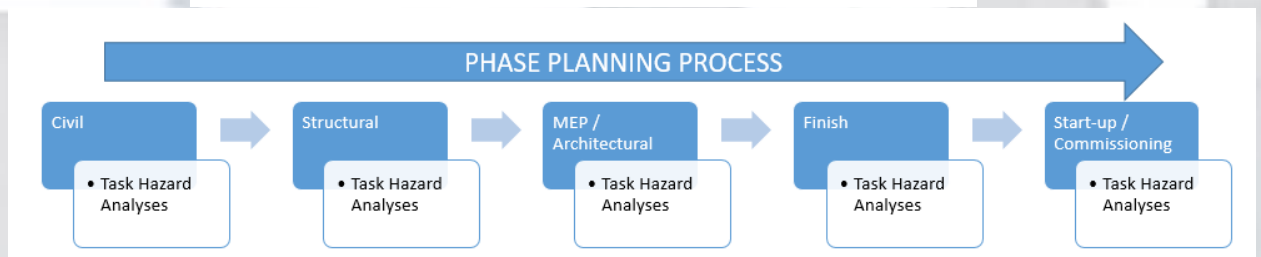 PHASE PLANNING PROCESS
Civil
• Task Hazard
Analyses
Structural
• Task Hazard
Analyses
MEP /
Architectural
• Task Hazard
Analyses
Finish
• Task Hazard
Analyses
Start-up /
Commissioning
• Task Hazard
Analyses